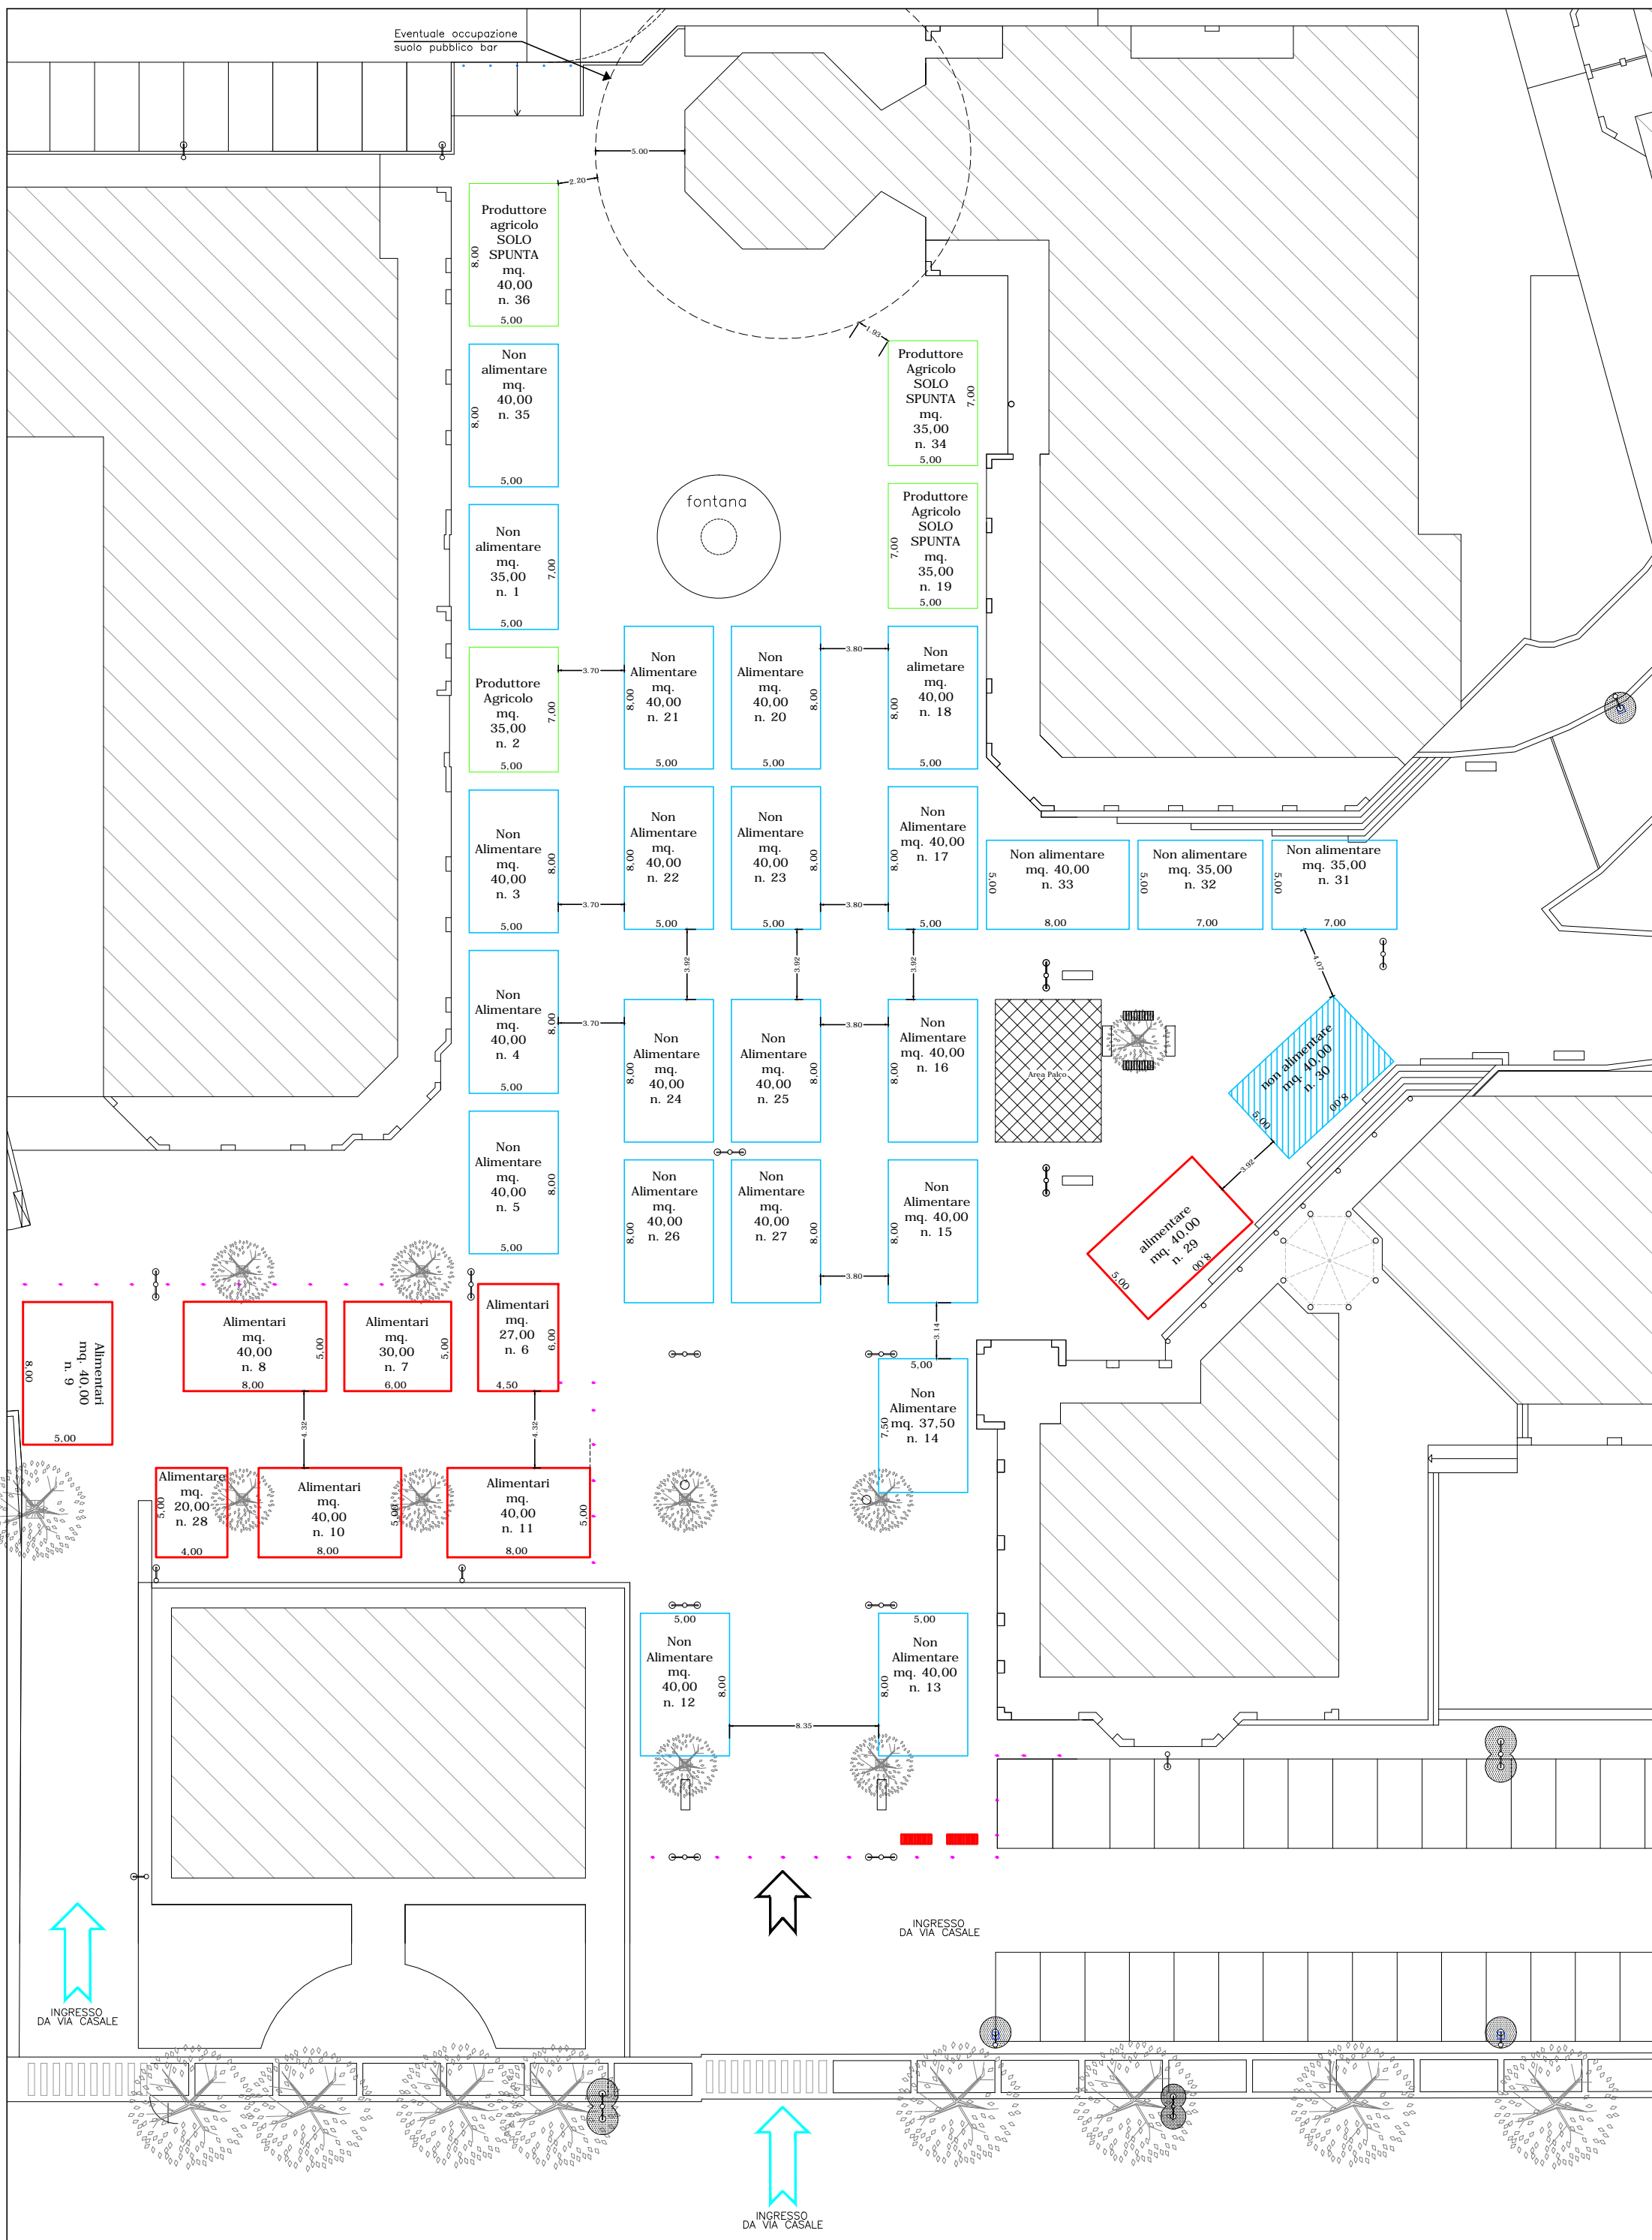 Eventuale occupazione
suolo pubblico bar
5.00
2.20
Produttore
agricolo
SOLO
SPUNTA
mq.
40,00
n. 36
8,00
5,00
1.93
Non
alimentare
mq.
40,00
n. 35
8,00
5,00
Produttore
Agricolo
SOLO
SPUNTA
mq.
35,00
n. 34
7,00
5,00
fontana
Non
alimentare
mq.
35,00
n. 1
7,00
5,00
Produttore
Agricolo
SOLO
SPUNTA
mq.
35,00
n. 19
7,00
5,00
Produttore
Agricolo
mq.
35,00
n. 2
7,00
5,00
3.70
Non
Alimentare
mq.
40,00
n. 21
8,00
5,00
Non
Alimentare
mq.
40,00
n. 20
8,00
5,00
3.80
Non
alimetare
mq.
40,00
n. 18
8,00
5,00
Non
Alimentare
mq.
40,00
n. 3
8,00
5,00
3.70
Non
Alimentare
mq.
40,00
n. 22
8,00
5,00
Non
Alimentare
mq.
40,00
n. 23
8,00
5,00
3.80
Non
Alimentare
mq. 40,00
n. 17
8,00
5,00
Non alimentare
mq. 40,00
n. 33
5,00
8,00
Non alimentare
mq. 35,00
n. 32
5,00
7,00
Non alimentare
mq. 35,00
n. 31
5,00
7,00
3.92
3.92
3.92
4.07
Non
Alimentare
mq.
40,00
n. 4
8,00
5,00
3.70
Non
Alimentare
mq.
40,00
n. 24
8,00
Non
Alimentare
mq.
40,00
n. 25
8,00
3.80
Non
Alimentare
mq. 40,00
n. 16
8,00
Area Palco
non alimentare
mq. 40,00
n. 30
5,00
8,00
3.92
Non
Alimentare
mq.
40,00
n. 5
8,00
5,00
Non
Alimentare
mq.
40,00
n. 26
8,00
Non
Alimentare
mq.
40,00
n. 27
8,00
3.80
Non
Alimentare
mq. 40,00
n. 15
8,00
alimentare
mq. 40,00
n. 29
5,00
8,00
3.14
Alimentari
mq. 40,00
n. 9
8,00
5,00
Alimentari
mq.
40,00
n. 8
5,00
8,00
Alimentari
mq.
30,00
n. 7
5,00
6,00
Alimentari
mq.
27,00
n. 6
6,00
4,50
5,00
Non
Alimentare
mq. 37,50
n. 14
7,50
4.32
4.32
Alimentare
mq.
20,00
n. 28
5,00
4,00
Alimentari
mq.
40,00
n. 10
5,00
8,00
Alimentari
mq.
40,00
n. 11
5,00
8,00
5,00
Non
Alimentare
mq.
40,00
n. 12
8,00
8.35
5,00
Non
Alimentare
mq. 40,00
n. 13
8,00
INGRESSO
DA VIA CASALE
INGRESSO
DA VIA CASALE
INGRESSO
DA VIA CASALE